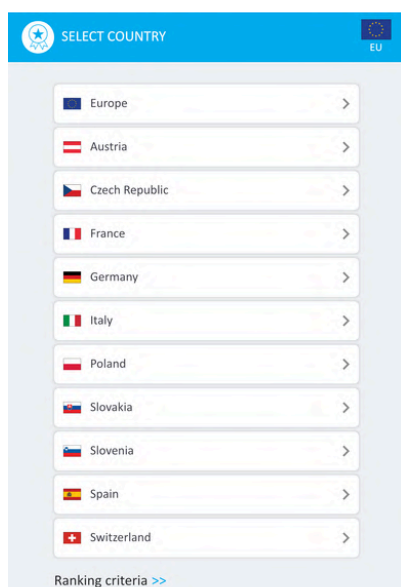 SELECT COUNTRY
EU
Europe
Austria
Czech Republic
France
Germany
Italy
Poland
Slovakia
Slovenia
Spain
Switzerland
Ranking criteria >>